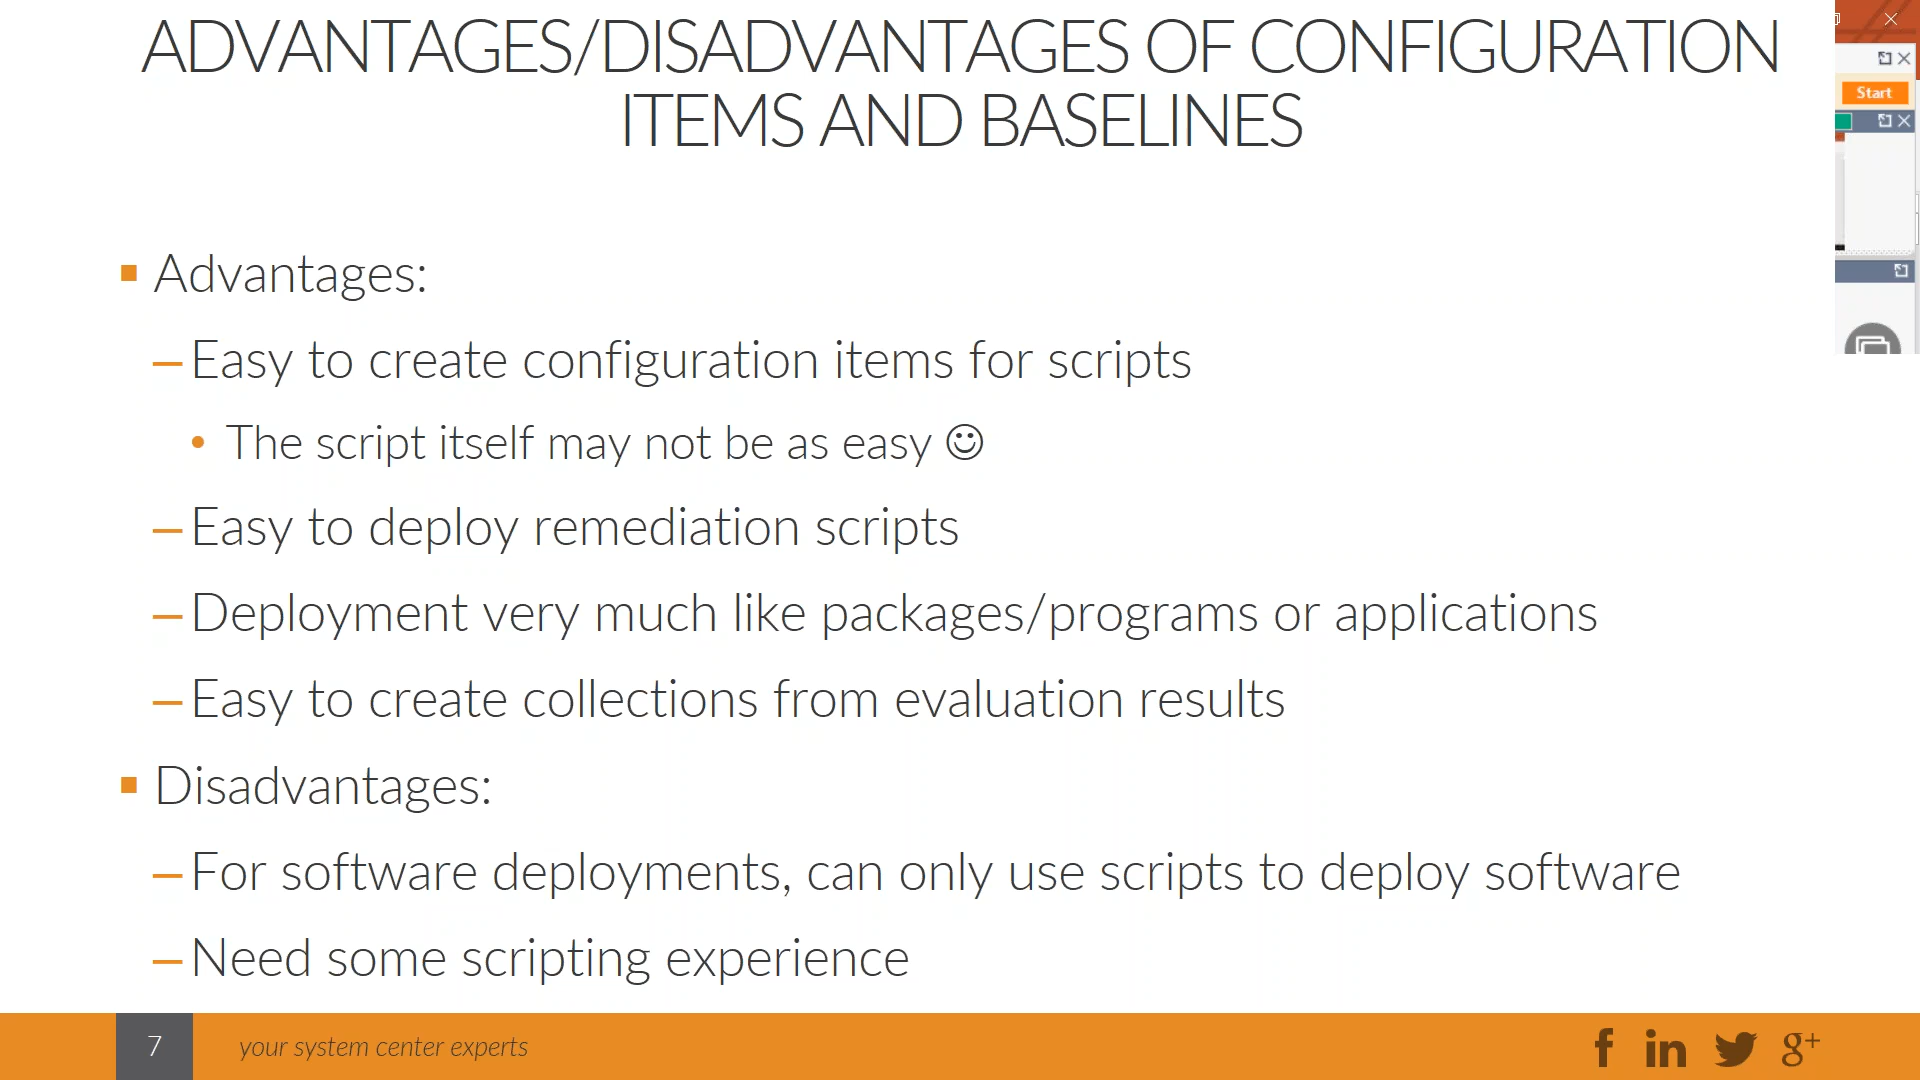 ADVANTAGES/DISADVANTAGES OF CONFIGURATION
ITEMS AND BASELINES
Start
Advantages:
–Easy to create configuration items for scripts
• The script itself may not be as easy ☺
–Easy to deploy remediation scripts
–Deployment very much like packages/programs or applications
–Easy to create collections from evaluation results
Disadvantages:
–For software deployments, can only use scripts to deploy software
–Need some scripting experience
7
your system center experts
f in g+